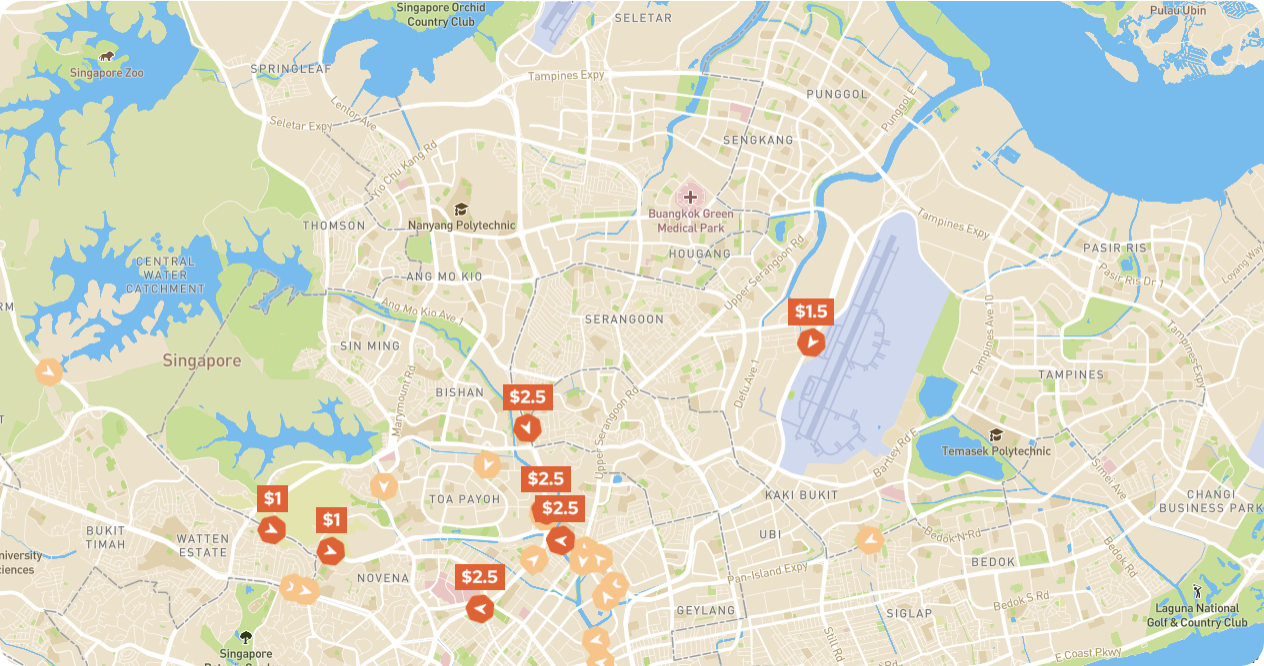 Singapore Orchid
Country Club
SELETAR
Pulau Ubin
Singapore Zoo
SPRINGLEAF
Tampines Expy
Lentor Ave
PUNGGOL
Punggol E
Seletar Expy
SENGKANG
Yio Chu Kang Rd
THOMSON
Nanyang Polytechnic
Buangkok Green
Medical Park
HOUGANG
Tampines Expy
PASIR RIS
Pasir Ris Dr 1
Loyang Way
Upper Serangoon Rd
CENTRAL
WATER
CATCHMENT
ANG MO KIO
Ang Mo Kio Ave 1
SERANGOON
$1.5
Tampines Ave 10
Tampines Expy
SIN MING
Singapore
Marymount Rd
BISHAN
$2.5
Defu Ave 1
TAMPINES
Upper Serangoon Rd
Bartley Rd E
Temasek Polytechnic
Simei Ave
$2.5
$1
TOA PAYOH
$2.5
KAKI BUKIT
CHANGI
BUSINESS PARK
$1
BUKIT
TIMAH
WATTEN
ESTATE
UBI
Bedok N Rd
Bedok Rd
BEDOK
Pan-Island Expy
NOVENA
$2.5
GEYLANG
SIGLAP
Bedok S Rd
Laguna National
Golf & Country Club
Still Rd
E Coast Pkwy
Singapore